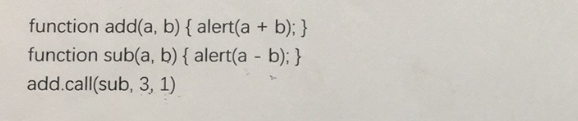 function add(a, b) { alert(a + b); }
function sub(a, b) { alert(a - b); }
add.call(sub, 3, 1)